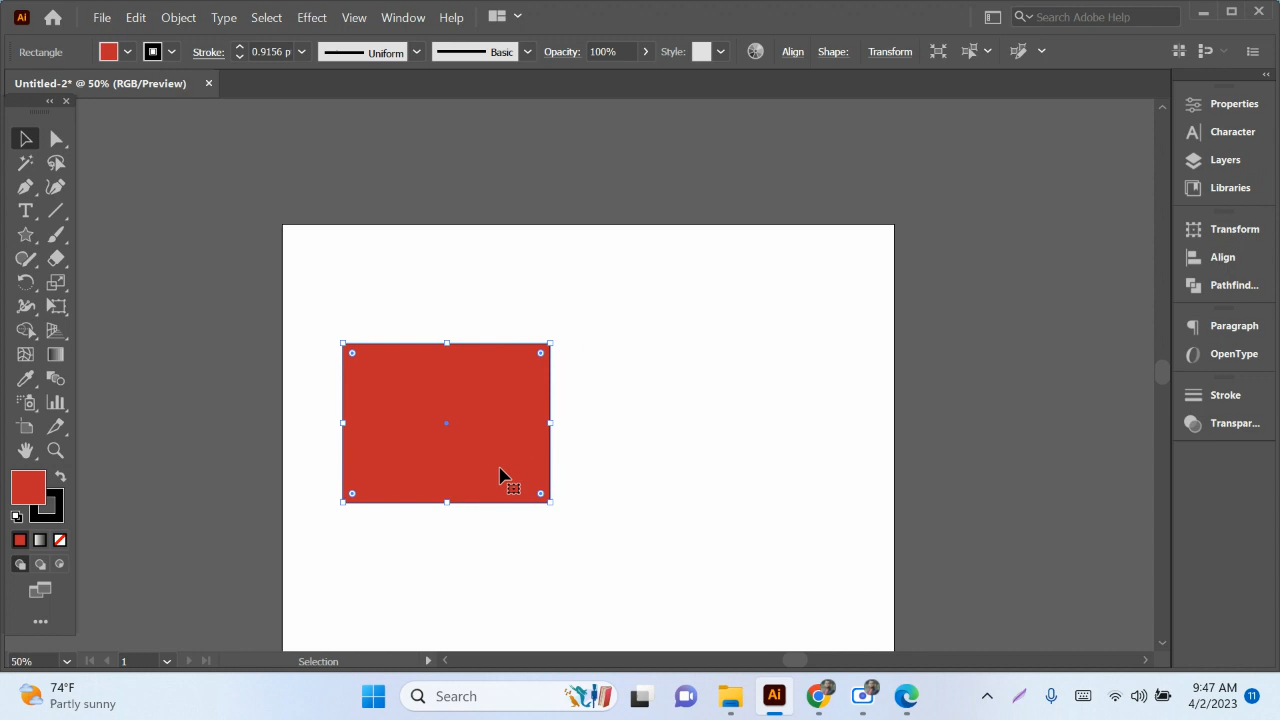 Ai File Edit Object Type Select Effect View Window Help Search Adobe Help
Rectangle Stroke: 0.9156 p Uniform Basic Opacity: 100% Style: Align Shape: Transform
Untitled-2* @ 50% (RGB/Preview)
Properties
Character
Layers
Libraries
Transform
Align
Pathfind...
Paragraph
OpenType
Stroke
Transpar...
50% 1 Selection
74°F
Partly sunny
Search
Ai
9:47 AM
4/2/2023
11